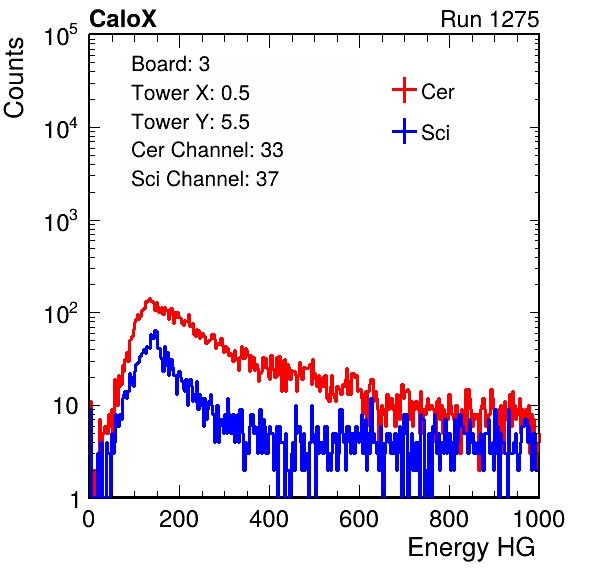 CaloX Run 1275
Counts
10^5
10^4
10^3
10^2
10
1
Board: 3
Tower X: 0.5
Tower Y: 5.5
Cer Channel: 33
Sci Channel: 37
Cer
Sci
0 200 400 600 800 1000
Energy HG